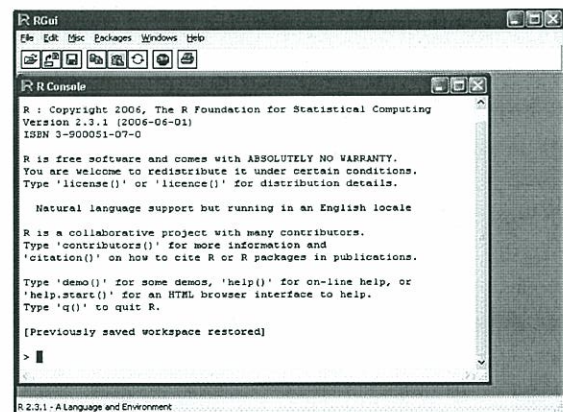 RGui
File Edit Misc Packages Windows Help
R Console
R : Copyright 2006, The R Foundation for Statistical Computing
Version 2.3.1 (2006-06-01)
ISBN 3-900051-07-0
R is free software and comes with ABSOLUTELY NO WARRANTY.
You are welcome to redistribute it under certain conditions.
Type 'license()' or 'licence()' for distribution details.
Natural language support but running in an English locale
R is a collaborative project with many contributors.
Type 'contributors()' for more information and
'citation()' on how to cite R or R packages in publications.
Type 'demo()' for some demos, 'help()' for on-line help, or
'help.start()' for an HTML browser interface to help.
Type 'q()' to quit R.
[Previously saved workspace restored]
>
R 2.3.1 - A Language and Environment